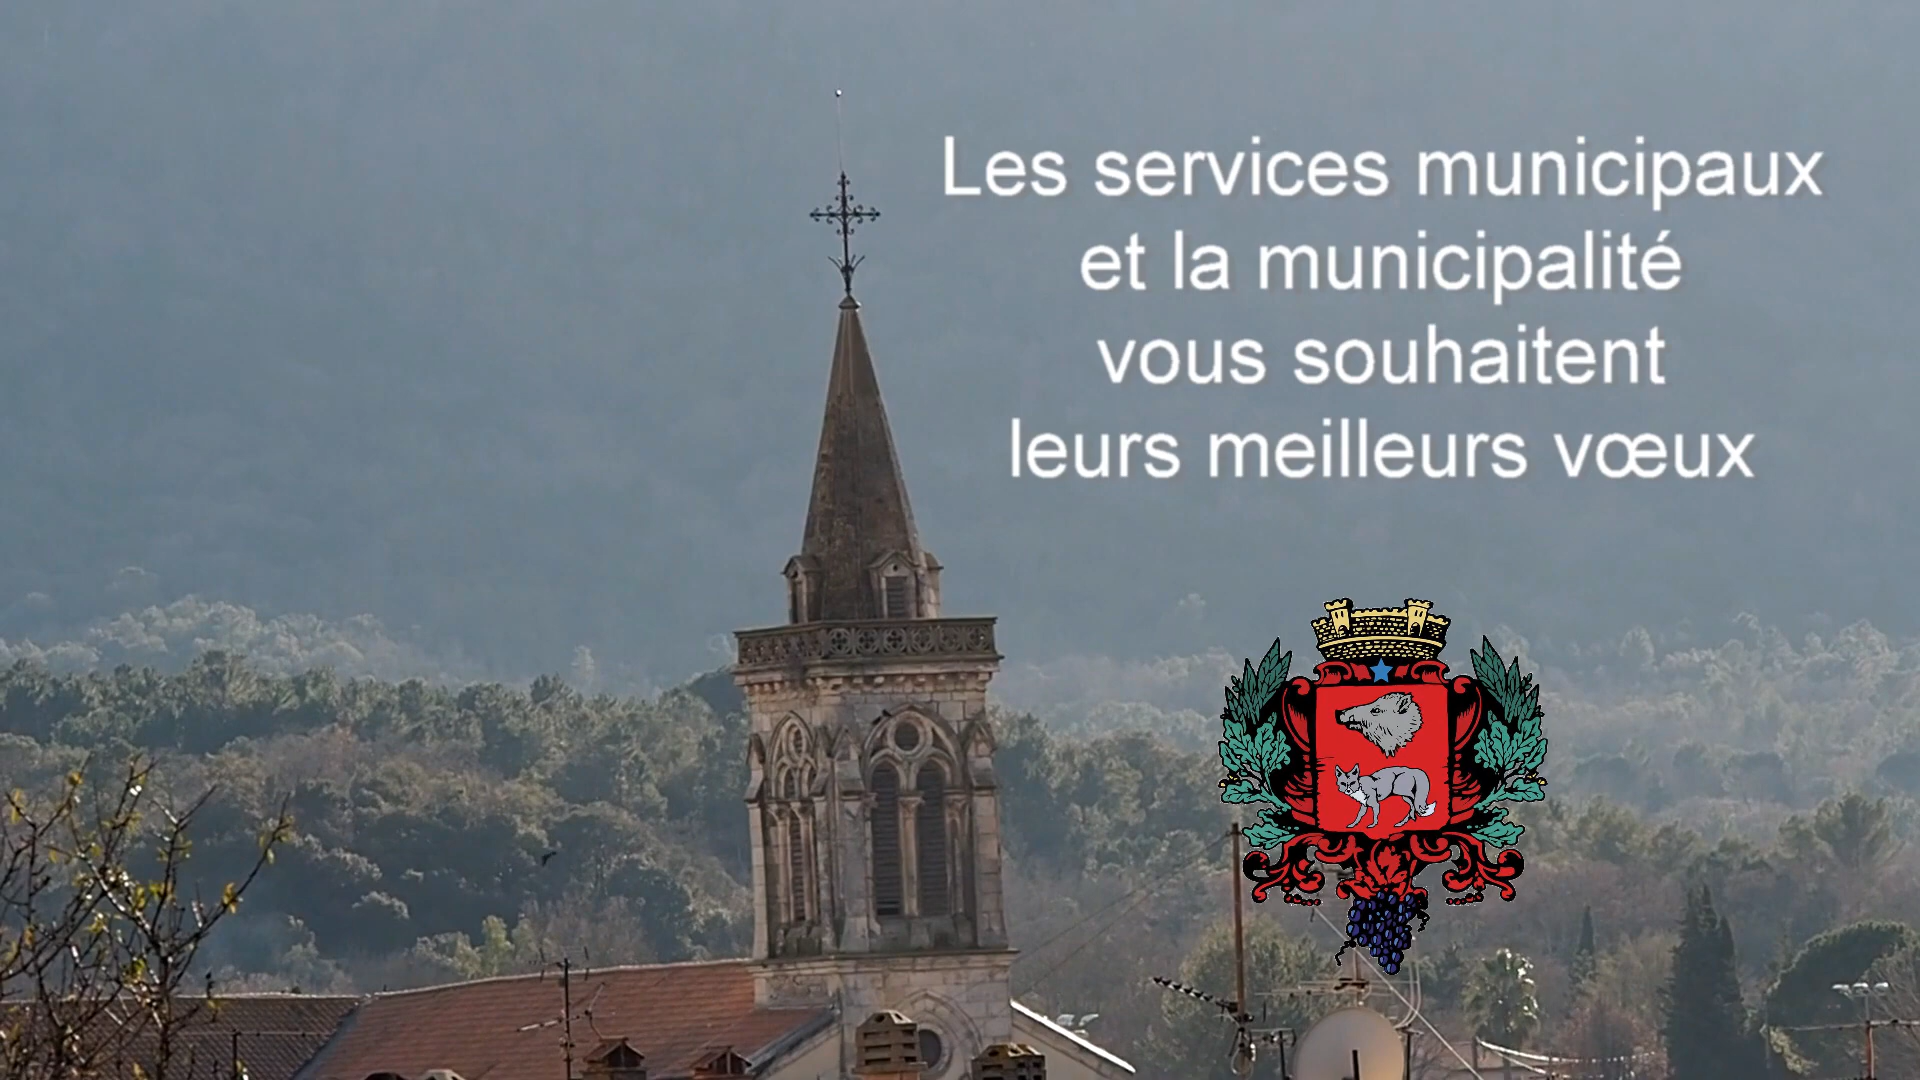 Les services municipaux
et la municipalité
vous souhaitent
leurs meilleurs vœux